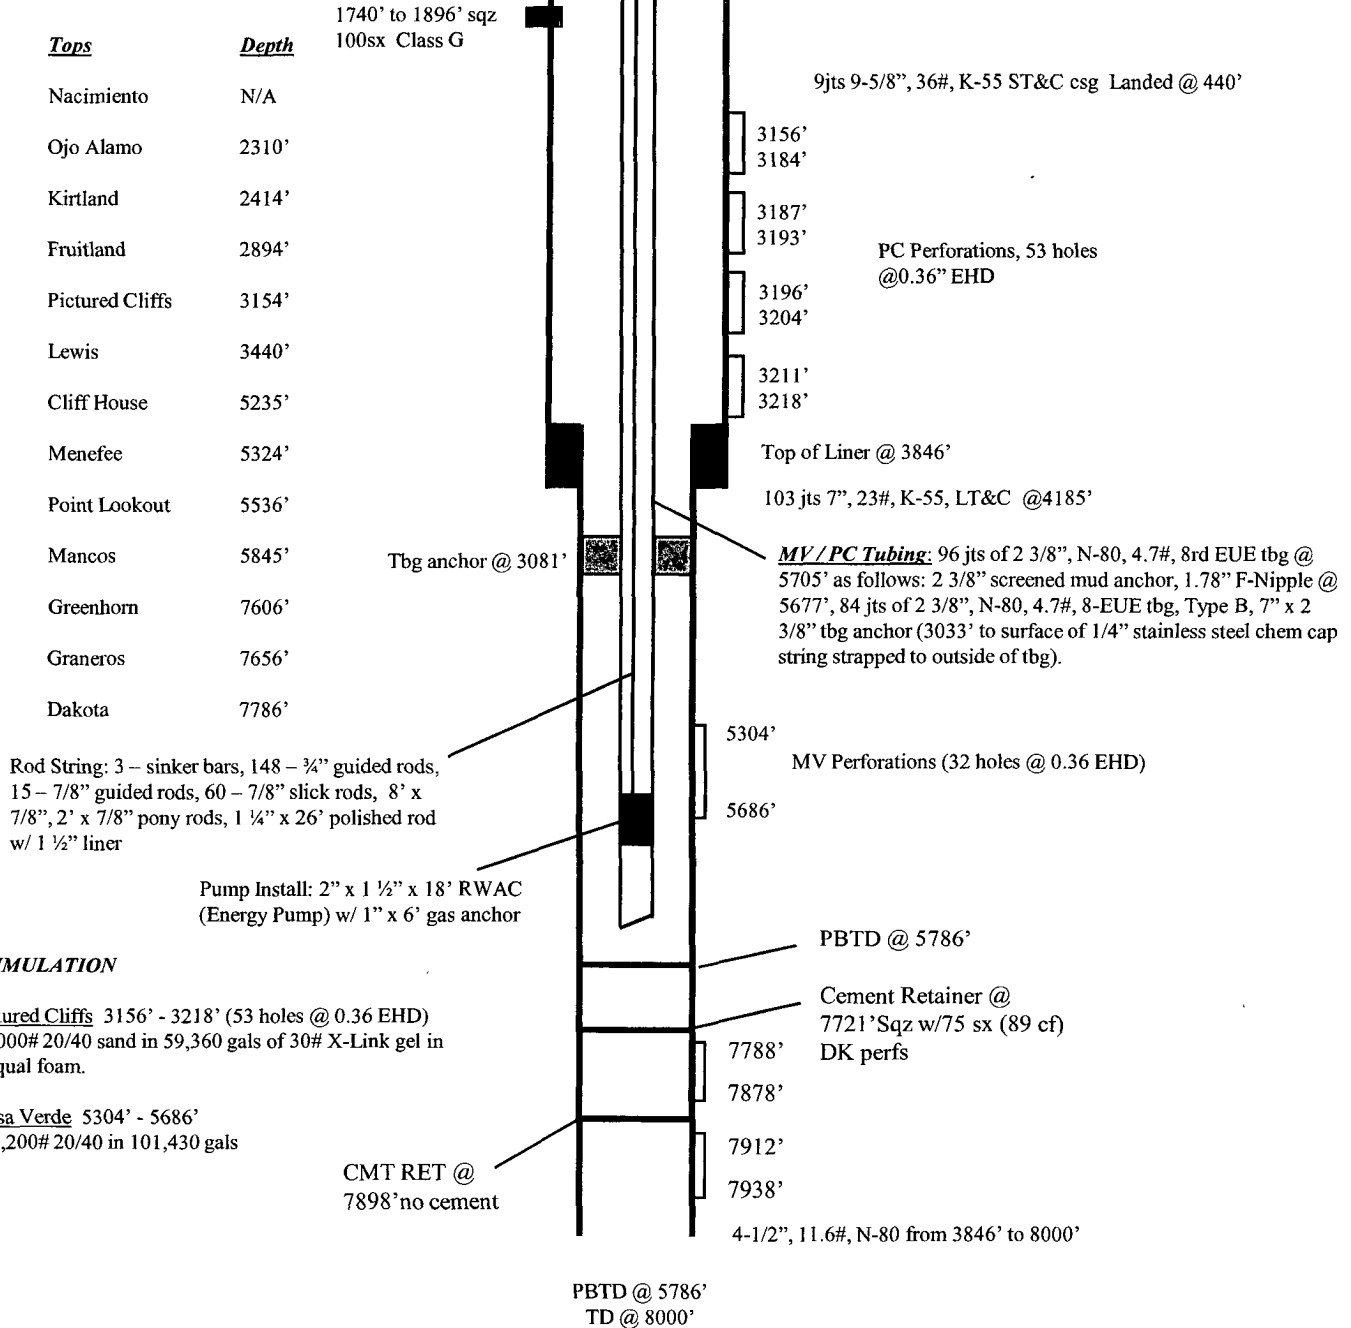 1740’ to 1896’ sqz
100sx Class G
Tops Depth
Nacimiento N/A
Ojo Alamo 2310’
Kirtland 2414’
Fruitland 2894’
Pictured Cliffs 3154’
Lewis 3440’
Cliff House 5235’
Menefee 5324’
Point Lookout 5536’
Mancos 5845’
Greenhorn 7606’
Graneros 7656’
Dakota 7786’
9jts 9-5/8”, 36#, K-55 ST&C csg Landed @ 440’
3156’
3184’
3187’
3193’
PC Perforations, 53 holes
@0.36” EHD
3196’
3204’
3211’
3218’
Top of Liner @ 3846’
103 jts 7”, 23#, K-55, LT&C @4185’
Tbg anchor @ 3081’
MV / PC Tubing: 96 jts of 2 3/8”, N-80, 4.7#, 8rd EUE tbg @
5705’ as follows: 2 3/8” screened mud anchor, 1.78” F-Nipple @
5677’, 84 jts of 2 3/8”, N-80, 4.7#, 8-EUE tbg, Type B, 7” x 2
3/8” tbg anchor (3033’ to surface of 1/4” stainless steel chem cap
string strapped to outside of tbg).
5304’
MV Perforations (32 holes @ 0.36 EHD)
5686’
Rod String: 3 – sinker bars, 148 – ¾” guided rods,
15 – 7/8” guided rods, 60 – 7/8” slick rods, 8’ x
7/8”, 2’ x 7/8” pony rods, 1 ¼” x 26’ polished rod
w/ 1 ½” liner
Pump Install: 2” x 1 ½” x 18’ RWAC
(Energy Pump) w/ 1” x 6’ gas anchor
PBTD @ 5786’
Cement Retainer @
7721’Sqz w/75 sx (89 cf)
DK perfs
MULATION
ured Cliffs 3156’ - 3218’ (53 holes @ 0.36 EHD)
000# 20/40 sand in 59,360 gals of 30# X-Link gel in
qual foam.
sa Verde 5304’ - 5686’
,200# 20/40 in 101,430 gals
7788’
7878’
CMT RET @
7898’no cement
7912’
7938’
4-1/2”, 11.6#, N-80 from 3846’ to 8000’
PBTD @ 5786’
TD @ 8000’